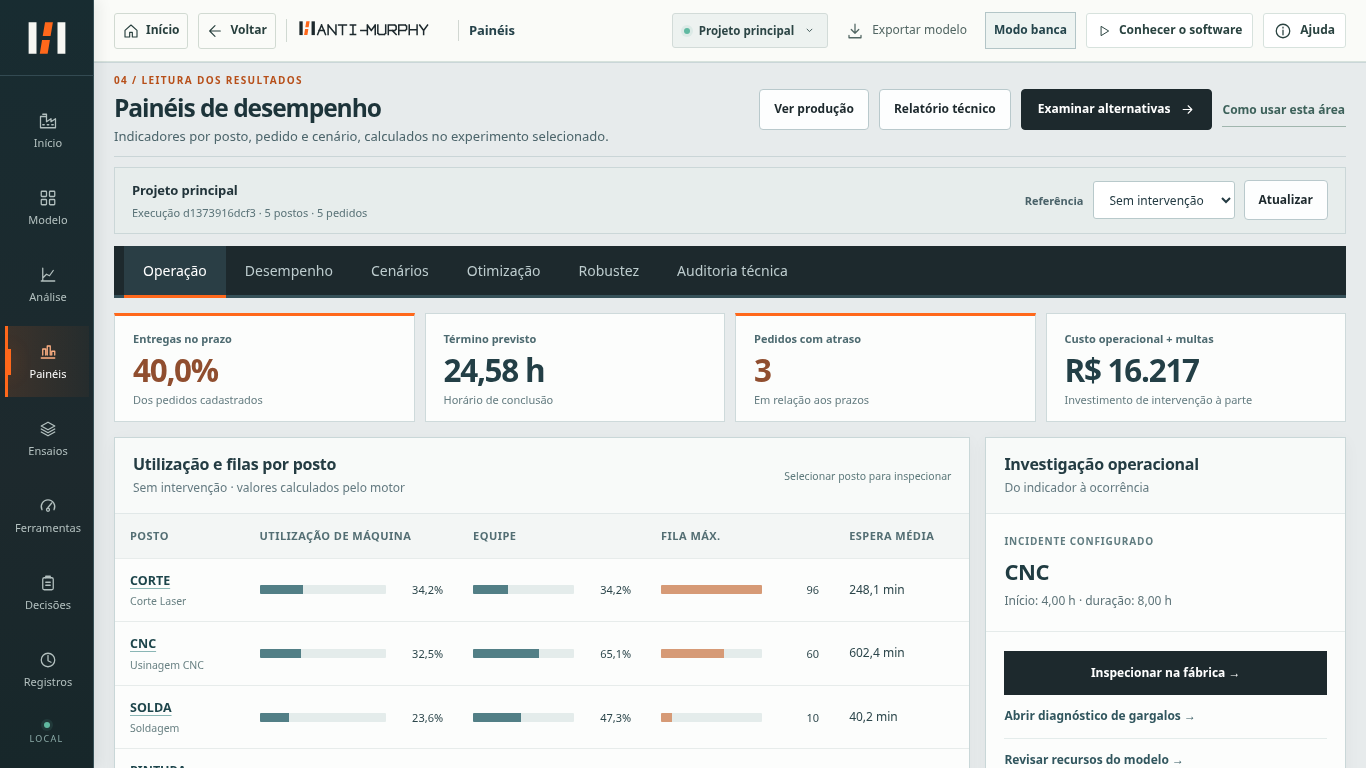 Início
Voltar
ANTI-MURPHY
Painéis
Projeto principal
Exportar modelo
Modo banca
Conhecer o software
Ajuda
Início
Modelo
Análise
Painéis
Ensaios
Ferramentas
Decisões
Registros
LOCAL
04 / LEITURA DOS RESULTADOS
Painéis de desempenho
Indicadores por posto, pedido e cenário, calculados no experimento selecionado.
Ver produção
Relatório técnico
Examinar alternativas →
Como usar esta área
Projeto principal
Execução d1373916dcf3 · 5 postos · 5 pedidos
Referência
Sem intervenção
Atualizar
Operação
Desempenho
Cenários
Otimização
Robustez
Auditoria técnica
Entregas no prazo
40,0%
Dos pedidos cadastrados
Término previsto
24,58 h
Horário de conclusão
Pedidos com atraso
3
Em relação aos prazos
Custo operacional + multas
R$ 16.217
Investimento de intervenção à parte
Utilização e filas por posto
Sem intervenção · valores calculados pelo motor
Selecionar posto para inspecionar
POSTO UTILIZAÇÃO DE MÁQUINA EQUIPE FILA MÁX. ESPERA MÉDIA
CORTE 34,2% 34,2% 96 248,1 min
Corte Laser
CNC 32,5% 65,1% 60 602,4 min
Usinagem CNC
SOLDA 23,6% 47,3% 10 40,2 min
Soldagem
PINTURA
Investigação operacional
Do indicador à ocorrência
INCIDENTE CONFIGURADO
CNC
Início: 4,00 h · duração: 8,00 h
Inspecionar na fábrica →
Abrir diagnóstico de gargalos →
Revisar recursos do modelo →